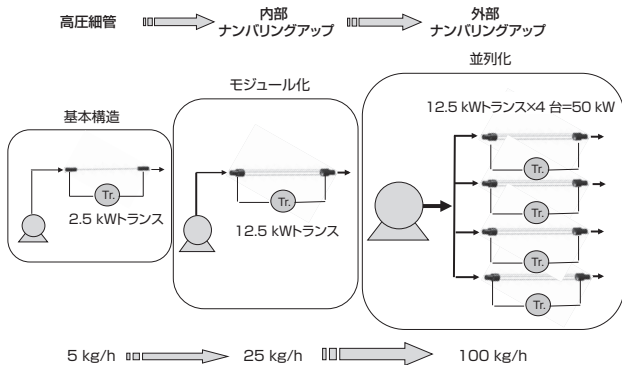 高圧細管
内部
ナンバリングアップ
外部
ナンバリングアップ
基本構造
モジュール化
並列化
Tr.
2.5 kWトランス
Tr.
12.5 kWトランス
12.5 kWトランス×4 台=50 kW
Tr.
Tr.
Tr.
Tr.
5 kg/h
25 kg/h
100 kg/h